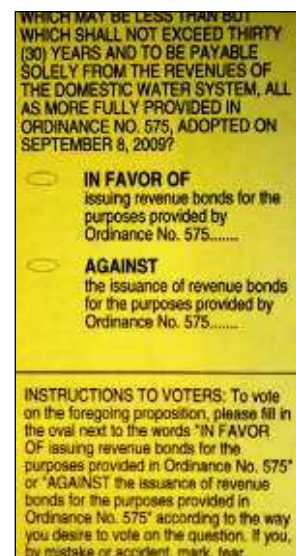 WHICH MAY BE LESS THAN BUT
WHICH SHALL NOT EXCEED THIRTY
(30) YEARS AND TO BE PAYABLE
SOLELY FROM THE REVENUES OF
THE DOMESTIC WATER SYSTEM, ALL
AS MORE FULLY PROVIDED IN
ORDINANCE NO. 575, ADOPTED ON
SEPTEMBER 8, 2009?
IN FAVOR OF
issuing revenue bonds for the
purposes provided by
Ordinance No. 575.......
AGAINST
the issuance of revenue bonds
for the purposes provided by
Ordinance No. 575.......
INSTRUCTIONS TO VOTERS: To vote
on the foregoing proposition, please fill in
the oval next to the words "IN FAVOR
OF issuing revenue bonds for the
purposes provided in Ordinance No. 575"
or "AGAINST the issuance of revenue
bonds for the purposes provided in
Ordinance No. 575" according to the way
you desire to vote on the question. If you,
by mistake or accident, mark, tear,